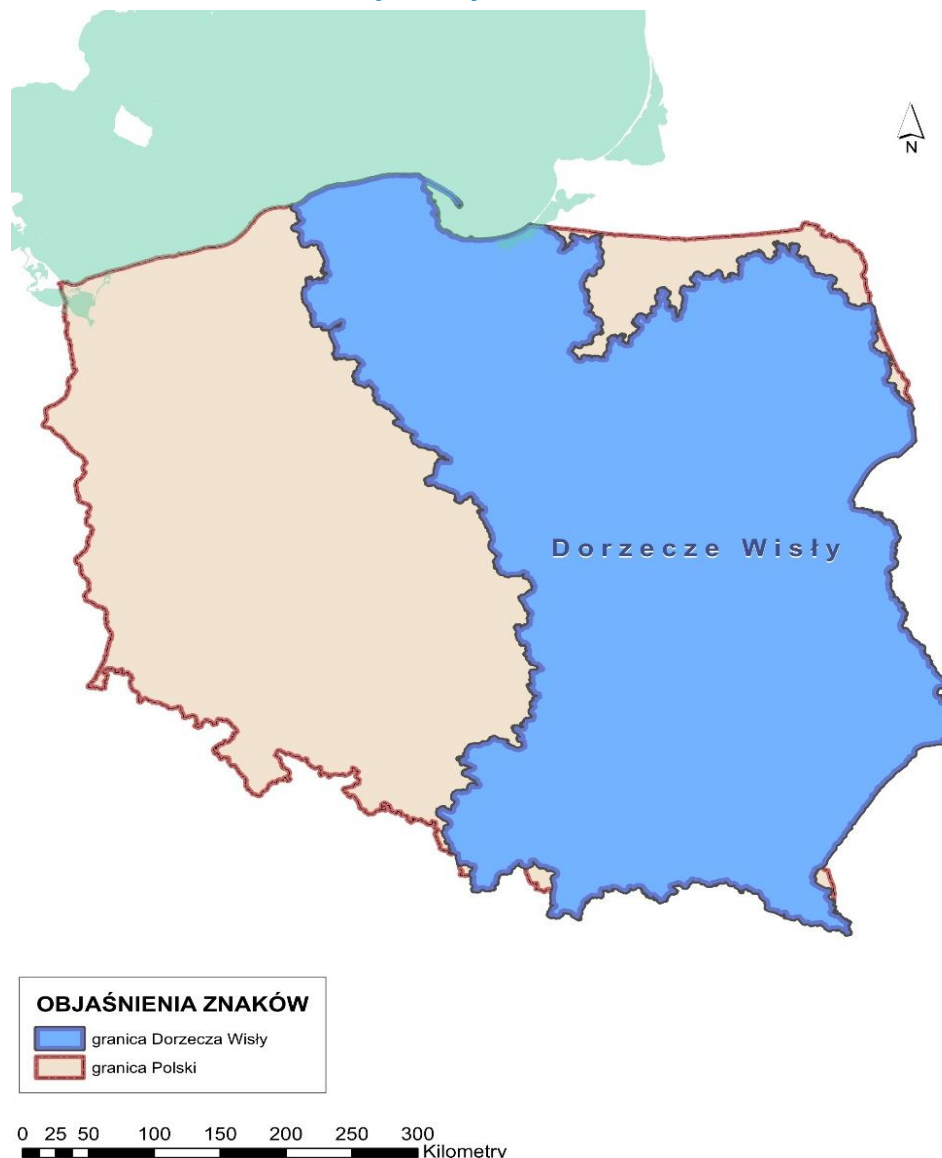 N
Dorzecze Wisły
OBJAŚNIENIA ZNAKÓW
granica Dorzecza Wisły
granica Polski
0 25 50 100 150 200 250 300
Kilometry